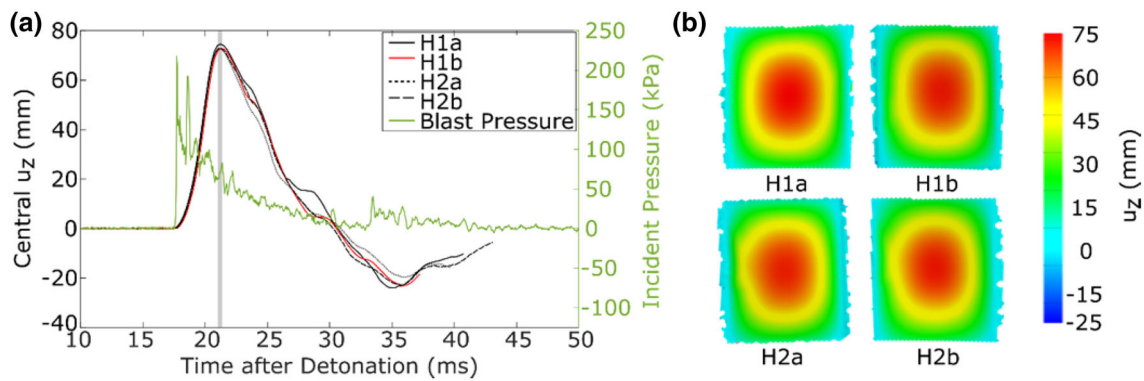 (a)
Central uz (mm)
80
60
40
20
0
-20
-40
10 15 20 25 30 35 40 45 50
Time after Detonation (ms)
H1a
H1b
H2a
H2b
Blast Pressure
250
200
150
100
50
0
-50
-100
Incident Pressure (kPa)
(b)
H1a H1b
H2a H2b
75
60
45
30
15
0
-15
-25
uz (mm)